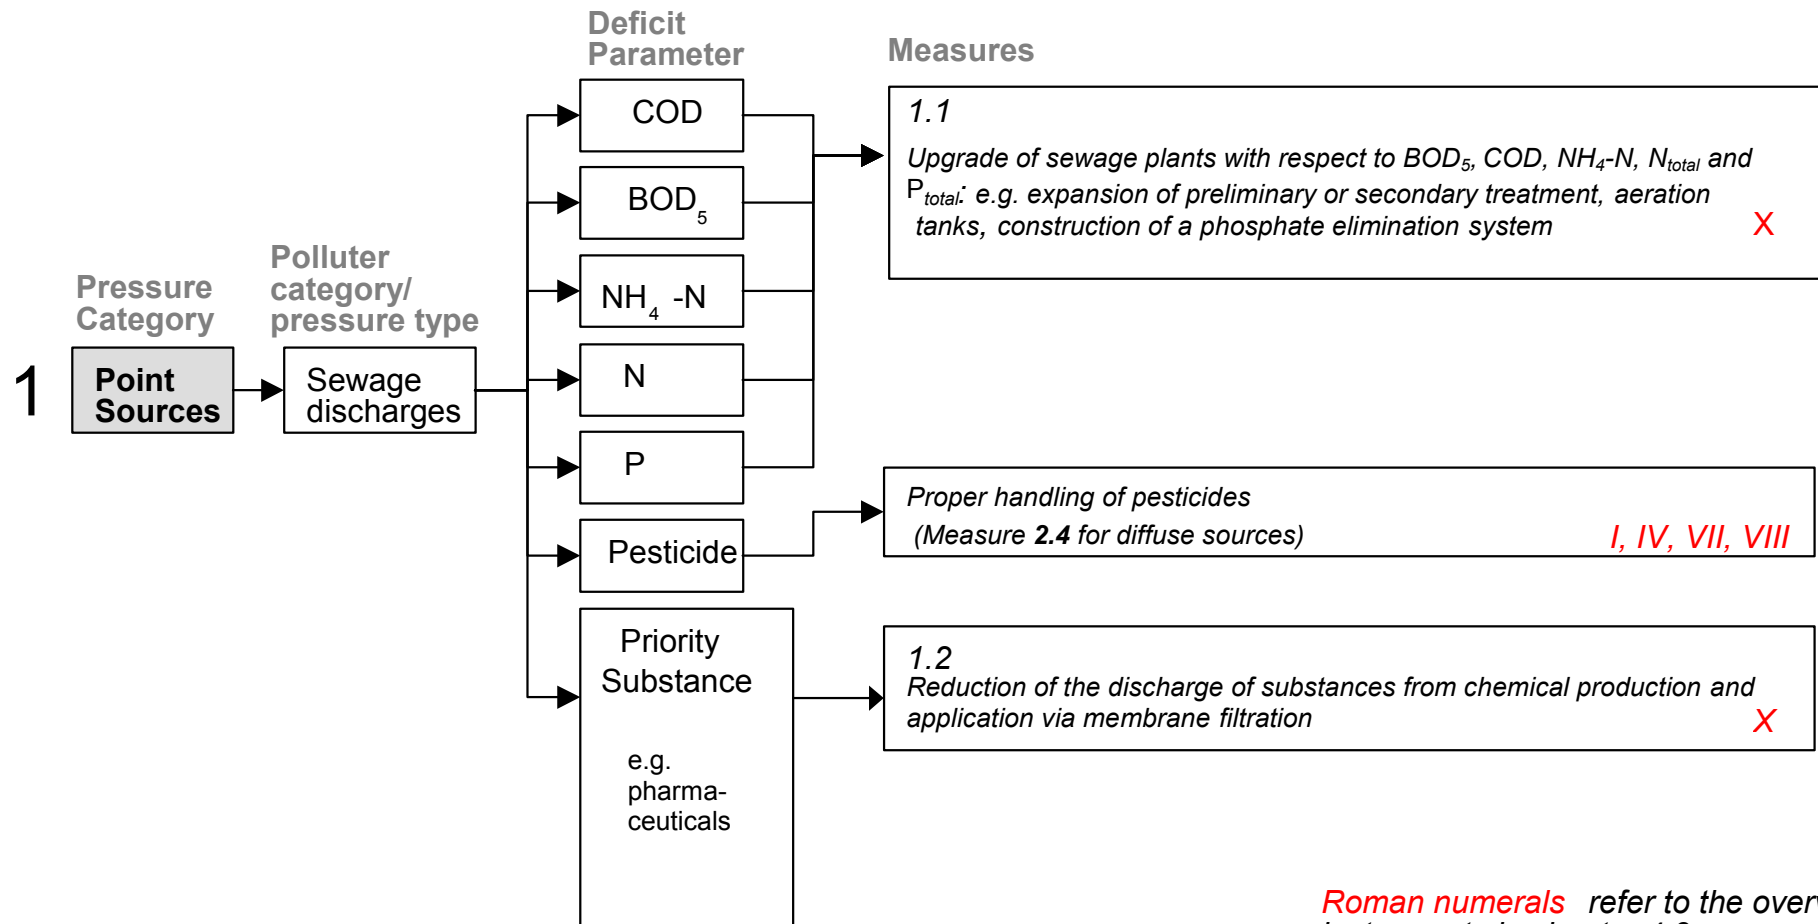 Deficit
Parameter
Measures
Pressure
Category
Polluter
category/
pressure type
1
Point
Sources
Sewage
discharges
COD
BOD5
NH4 -N
N
P
Pesticide
Priority
Substance
e.g.
pharma-
ceuticals
1.1
Upgrade of sewage plants with respect to BOD5, COD, NH4-N, Ntotal and
Ptotal: e.g. expansion of preliminary or secondary treatment, aeration
tanks, construction of a phosphate elimination system X
Proper handling of pesticides
(Measure 2.4 for diffuse sources) I, IV, VII, VIII
1.2
Reduction of the discharge of substances from chemical production and
application via membrane filtration X
Roman numerals refer to the over